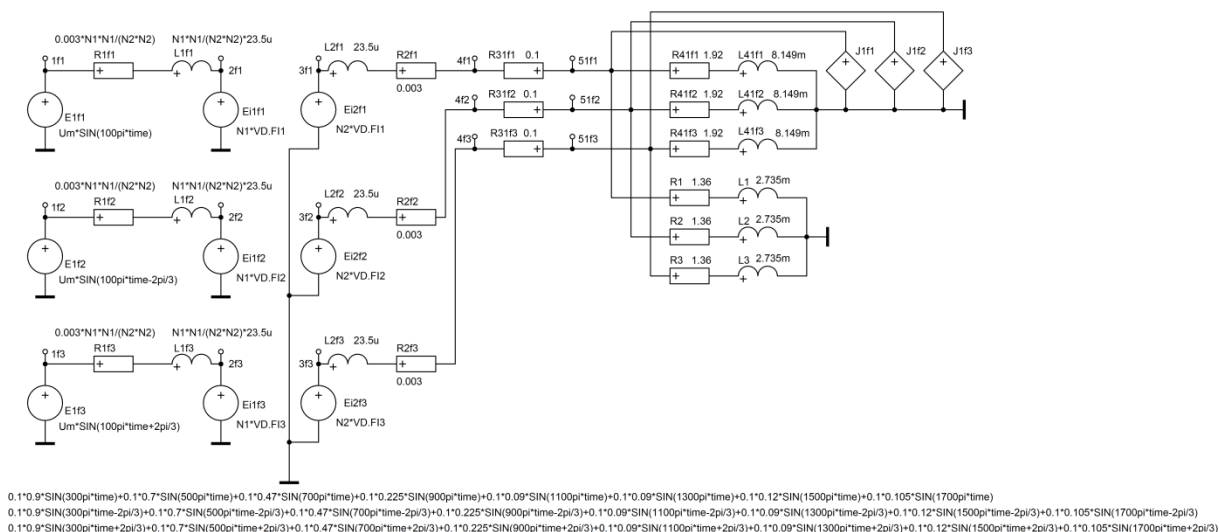 0.003*N1*N1/(N2*N2) N1*N1/(N2*N2)*23.5u
R1f1 L1f1
1f1 2f1
E1f1
Um*SIN(100pi*time)
Ei1f1
N1*VD.FI1
L2f1 23.5u
R2f1
0.003
3f1
Ei2f1
N2*VD.FI1
4f1 R31f1 0.1 51f1
4f2 R31f2 0.1 51f2
4f3 R31f3 0.1 51f3
R41f1 1.92 L41f1 8.149m
R41f2 1.92 L41f2 8.149m
R41f3 1.92 L41f3 8.149m
J1f1 J1f2 J1f3
R1 1.36 L1 2.735m
R2 1.36 L2 2.735m
R3 1.36 L3 2.735m
0.003*N1*N1/(N2*N2) N1*N1/(N2*N2)*23.5u
R1f2 L1f2
1f2 2f2
E1f2
Um*SIN(100pi*time-2pi/3)
Ei1f2
N1*VD.FI2
L2f2 23.5u
R2f2
0.003
3f2
Ei2f2
N2*VD.FI2
0.003*N1*N1/(N2*N2) N1*N1/(N2*N2)*23.5u
R1f3 L1f3
1f3 2f3
E1f3
Um*SIN(100pi*time+2pi/3)
Ei1f3
N1*VD.FI3
L2f3 23.5u
R2f3
0.003
3f3
Ei2f3
N2*VD.FI3
0.1*0.9*SIN(300pi*time)+0.1*0.7*SIN(500pi*time)+0.1*0.47*SIN(700pi*time)+0.1*0.225*SIN(900pi*time)+0.1*0.09*SIN(1100pi*time)+0.1*0.09*SIN(1300pi*time)+0.1*0.12*SIN(1500pi*time)+0.1*0.105*SIN(1700pi*time)
0.1*0.9*SIN(300pi*time-2pi/3)+0.1*0.7*SIN(500pi*time-2pi/3)+0.1*0.47*SIN(700pi*time-2pi/3)+0.1*0.225*SIN(900pi*time-2pi/3)+0.1*0.09*SIN(1100pi*time-2pi/3)+0.1*0.09*SIN(1300pi*time-2pi/3)+0.1*0.12*SIN(1500pi*time-2pi/3)+0.1*0.105*SIN(1700pi*time-2pi/3)
0.1*0.9*SIN(300pi*time+2pi/3)+0.1*0.7*SIN(500pi*time+2pi/3)+0.1*0.47*SIN(700pi*time+2pi/3)+0.1*0.225*SIN(900pi*time+2pi/3)+0.1*0.09*SIN(1100pi*time+2pi/3)+0.1*0.09*SIN(1300pi*time+2pi/3)+0.1*0.12*SIN(1500pi*time+2pi/3)+0.1*0.105*SIN(1700pi*time+2pi/3)